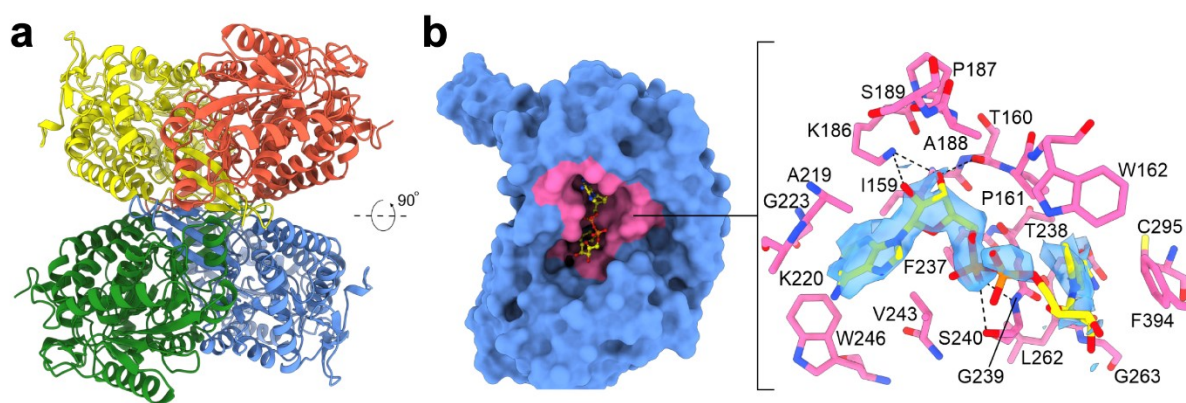 a
b
90°
P187
S189
T160
K186
A188
W162
A219
I159
P161
G223
T238
C295
K220
F237
V243
S240
F394
W246
L262
G239
G263